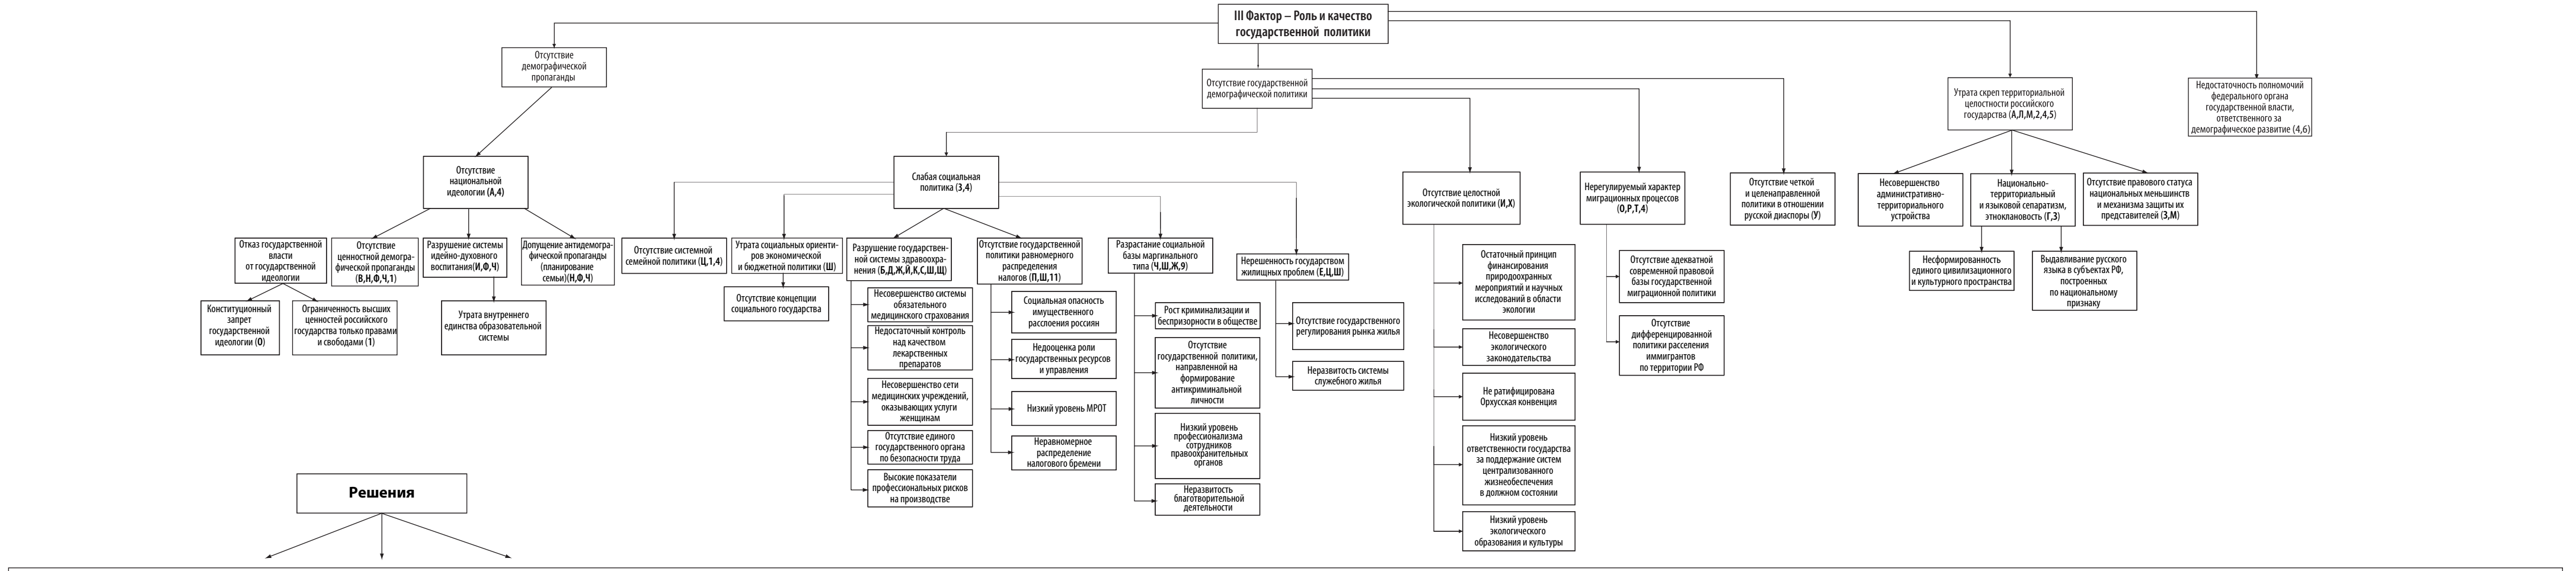 III Фактор – Роль и качество
государственной политики
Отсутствие
демографической
пропаганды
Отсутствие государственной
демографической политики
Утрата скреп территориальной
целостности российского
государства (А,Л,М,2,4,5)
Недостаточность полномочий
федерального органа
государственной власти,
ответственного за
демографическое развитие (4,6)
Отсутствие
национальной
идеологии (А,4)
Слабая социальная
политика (3,4)
Отсутствие целостной
экологической политики (И,Х)
Нерегулируемый характер
миграционных процессов
(О,Р,Т,4)
Отсутствие четкой
и целенаправленной
политики в отношении
русской диаспоры (У)
Несовершенство
административно-
территориального
устройства
Национально-
территориальный
и языковой сепаратизм,
этноклановость (Г,З)
Отсутствие правового статуса
национальных меньшинств
и механизма защиты их
представителей (З,М)
Отказ государственной
власти
от государственной
идеологии
Отсутствие
ценностной демогра-
фической пропаганды
(В,Н,Ф,Ч,1)
Разрушение системы
идейно-духовного
воспитания(И,Ф,Ч)
Допущение антидемогра-
фической пропаганды
(планирование
семьи)(Н,Ф,Ч)
Отсутствие системной
семейной политики (Ц,1,4)
Утрата социальных ориенти-
ров экономической
и бюджетной политики (Ш)
Разрушение государствен-
ной системы здравоохра-
нения (Б,Д,Ж,Й,К,С,Ш,Щ)
Отсутствие государственной
политики равномерного
распределения
налогов (П,Ш,11)
Разрастание социальной
базы маргинального
типа (Ч,Ш,Ж,9)
Нерешенность государством
жилищных проблем (Е,Ц,Ш)
Конституционный
запрет
государственной
идеологии (0)
Ограниченность высших
ценностей российского
государства только правами
и свободами (1)
Утрата внутреннего
единства образовательной
системы
Отсутствие концепции
социального государства
Несовершенство системы
обязательного
медицинского страхования
Недостаточный контроль
над качеством
лекарственных
препаратов
Несовершенство сети
медицинских учреждений,
оказывающих услуги
женщинам
Отсутствие единого
государственного органа
по безопасности труда
Высокие показатели
профессиональных рисков
на производстве
Социальная опасность
имущественного
расслоения россиян
Недооценка роли
государственных ресурсов
и управления
Низкий уровень МРОТ
Неравномерное
распределение
налогового бремени
Рост криминализации и
беспризорности в обществе
Отсутствие
государственной политики,
направленной на
формирование
антикриминальной
личности
Низкий уровень
профессионализма
сотрудников
правоохранительных
органов
Неразвитость
благотворительной
деятельности
Отсутствие государственного
регулирования рынка жилья
Неразвитость системы
служебного жилья
Остаточный принцип
финансирования
природоохранных
мероприятий и научных
исследований в области
экологии
Несовершенство
экологического
законодательства
Не ратифицирована
Орхусская конвенция
Низкий уровень
ответственности государства
за поддержание систем
централизованного
жизнеобеспечения
в должном состоянии
Низкий уровень
экологического
образования и культуры
Отсутствие адекватной
современной правовой
базы государственной
миграционной политики
Отсутствие
дифференцированной
политики расселения
иммигрантов
по территории РФ
Несформированность
единого цивилизационного
и культурного пространства
Выдавливание русского
языка в субъектах РФ,
построенных
по национальному
признаку
Решения